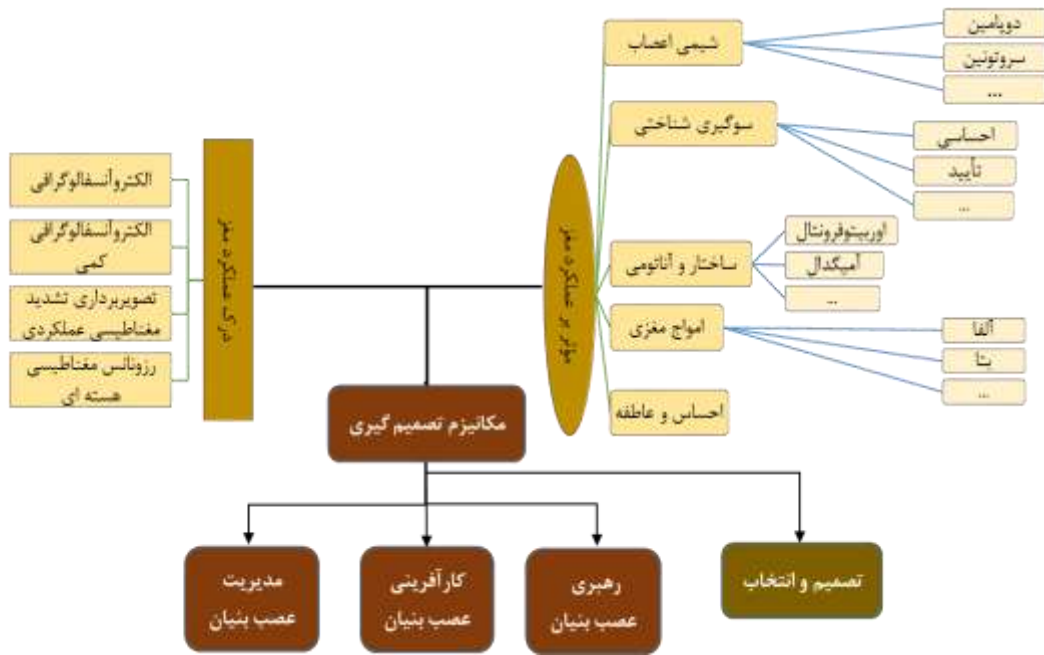 دوپامین
شیمی اعصاب
سروتونین
...
احساسی
سوگیری شناختی
تأیید
...
اوربیتوفرونتال
ساختار و آناتومی
آمیگدال
...
آلفا
امواج مغزی
بتا
...
احساس و عاطفه
مؤثر بر عملکرد مغز
درک عملکرد مغز
الکتروآنسفالوگرافی
الکتروآنسفالوگرافی
کمی
تصویربرداری تشدید
مغناطیسی عملکردی
رزونانس مغناطیسی
هسته ای
مکانیزم تصمیم گیری
تصمیم و انتخاب
رهبری
عصب بنیان
کارآفرینی
عصب بنیان
مدیریت
عصب بنیان